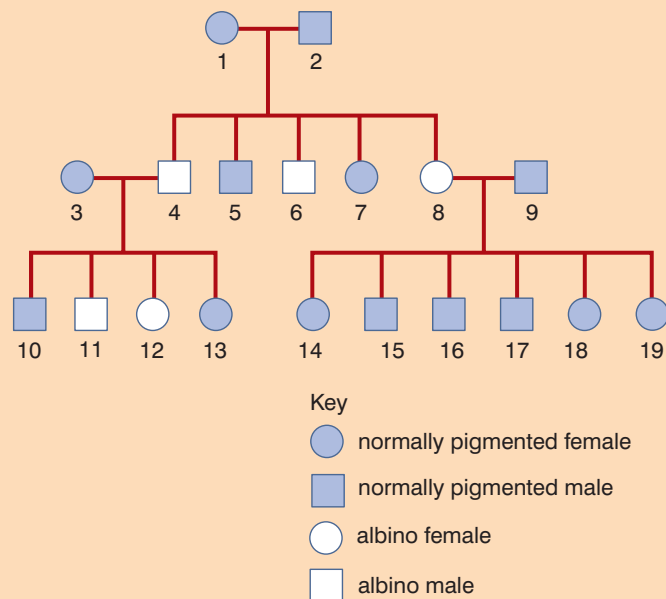 1 2
3 4 5 6 7 8 9
10 11 12 13 14 15 16 17 18 19
Key
normally pigmented female
normally pigmented male
albino female
albino male